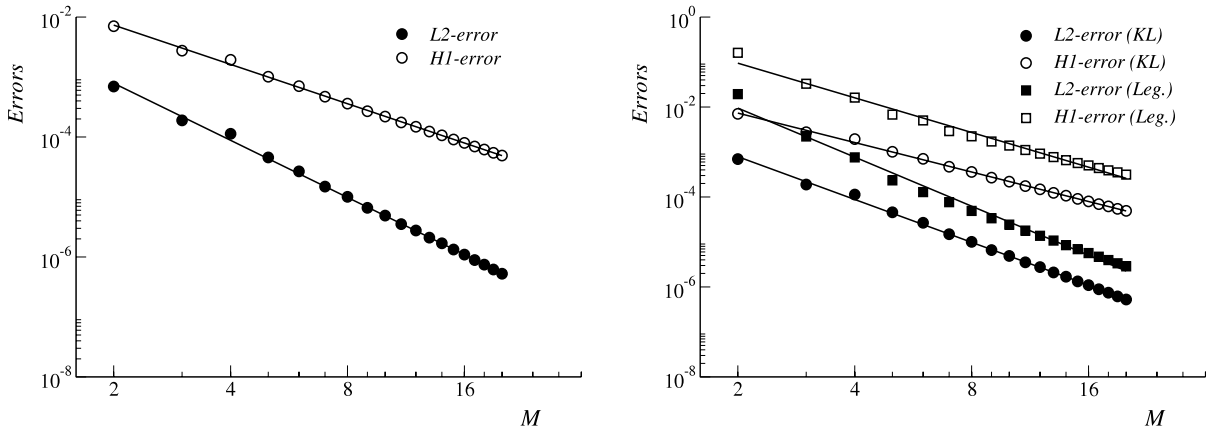 10^-2
10^-4
10^-6
10^-8
Errors
L2-error
H1-error
2
4
8
16
M
10^0
10^-2
10^-4
10^-6
10^-8
Errors
L2-error (KL)
H1-error (KL)
L2-error (Leg.)
H1-error (Leg.)
2
4
8
16
M